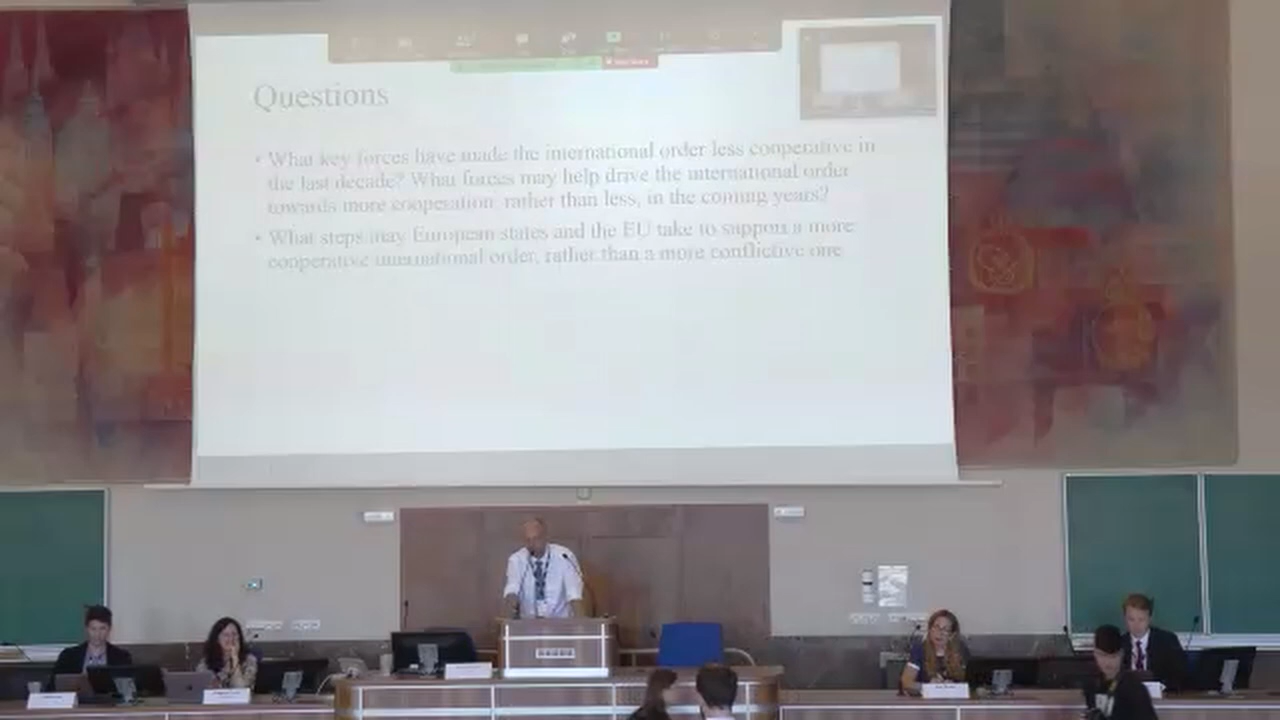 Questions
• What key forces have made the international order less cooperative in
the last decade? What forces may help drive the international order
towards more cooperation, rather than less, in the coming years?
• What steps may European states and the EU take to support a more
cooperative international order, rather than a more conflictive one